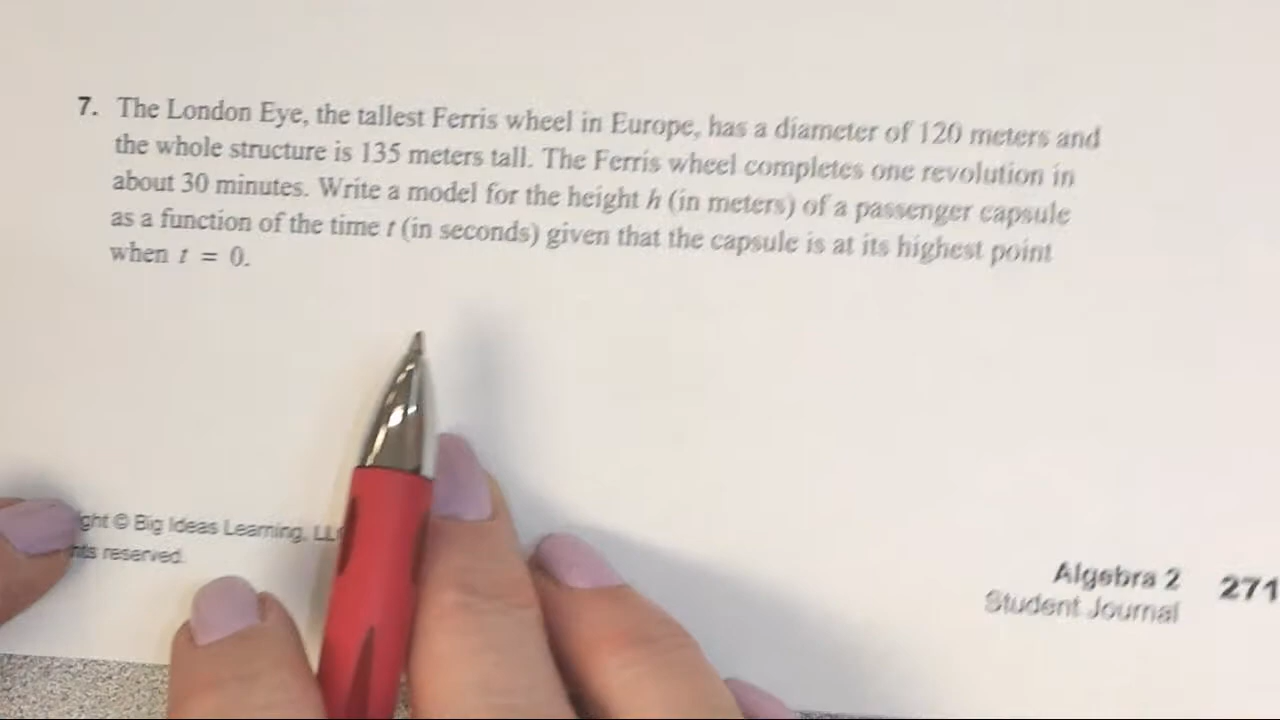 7. The London Eye, the tallest Ferris wheel in Europe, has a diameter of 120 meters and
the whole structure is 135 meters tall. The Ferris wheel completes one revolution in
about 30 minutes. Write a model for the height h (in meters) of a passenger capsule
as a function of the time t (in seconds) given that the capsule is at its highest point
when t = 0.
ght © Big Ideas Learning, LL
reserved.
Algebra 2 271
Student Journal